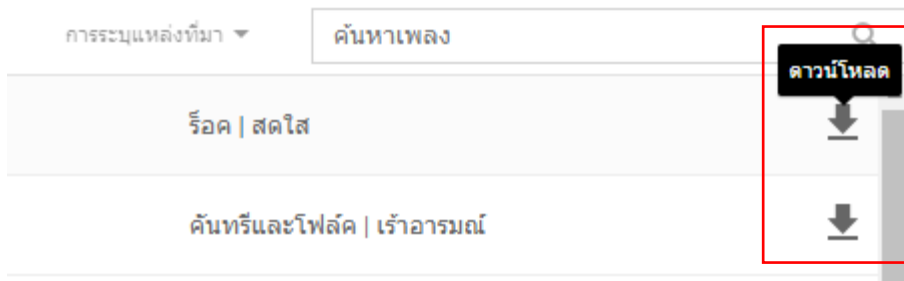 การระบุแหล่งที่มา
ค้นหาเพลง
ดาวน์โหลด
ร็อค | สดใส
คันทรีและโฟล์ค | เร้าอารมณ์